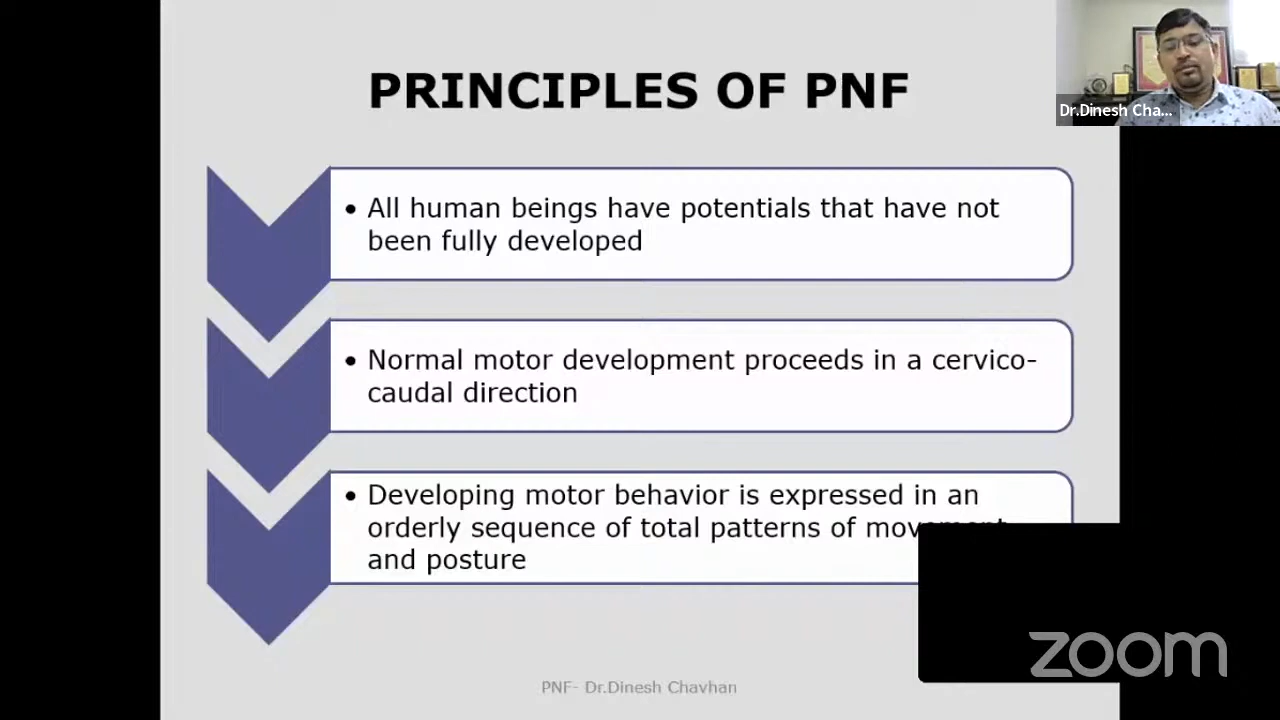 PRINCIPLES OF PNF
Dr.Dinesh Cha...
• All human beings have potentials that have not
been fully developed
• Normal motor development proceeds in a cervico-
caudal direction
• Developing motor behavior is expressed in an
orderly sequence of total patterns of movement
and posture
zoom
PNF- Dr.Dinesh Chavhan